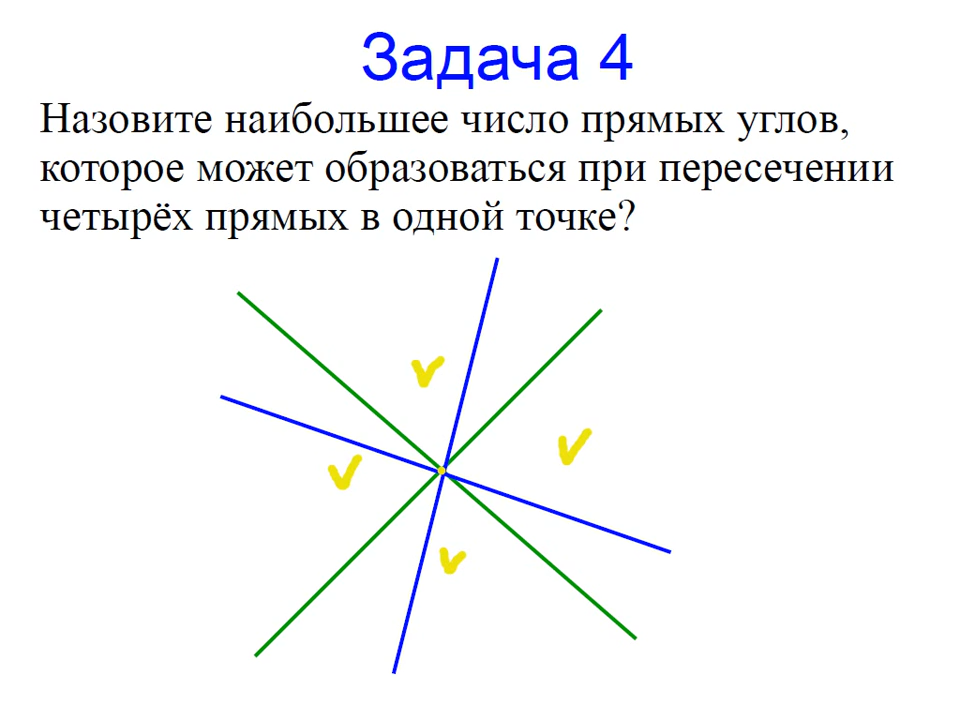 Задача 4
Назовите наибольшее число прямых углов,
которое может образоваться при пересечении
четырёх прямых в одной точке?